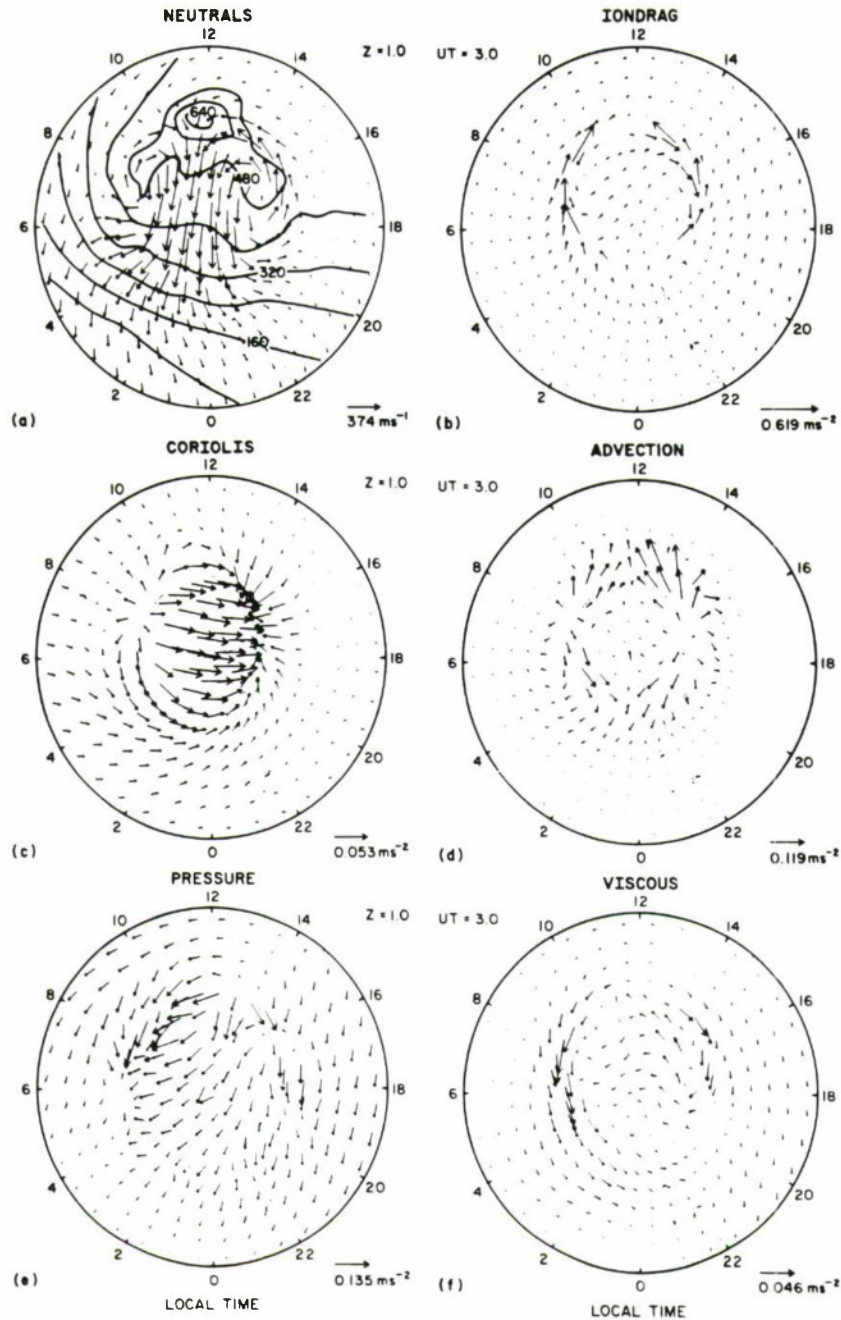 NEUTRALS
12
10
14
Z = 1.0
8
16
640
480
6
18
320
4
20
160
2
22
0
(a)
374 ms⁻¹
IONDRAG
12
UT = 3.0
10
14
8
16
6
18
4
20
2
22
0
(b)
0.619 ms⁻²
CORIOLIS
12
10
14
Z = 1.0
8
16
6
18
4
20
2
22
0
(c)
0.053 ms⁻²
ADVECTION
12
UT = 3.0
10
14
8
16
6
18
4
20
2
22
0
(d)
0.119 ms⁻²
PRESSURE
12
10
14
Z = 1.0
8
16
6
18
4
20
2
22
0
(e)
0.135 ms⁻²
LOCAL TIME
VISCOUS
12
UT = 3.0
10
14
8
16
6
18
4
20
2
22
0
(f)
0.046 ms⁻²
LOCAL TIME